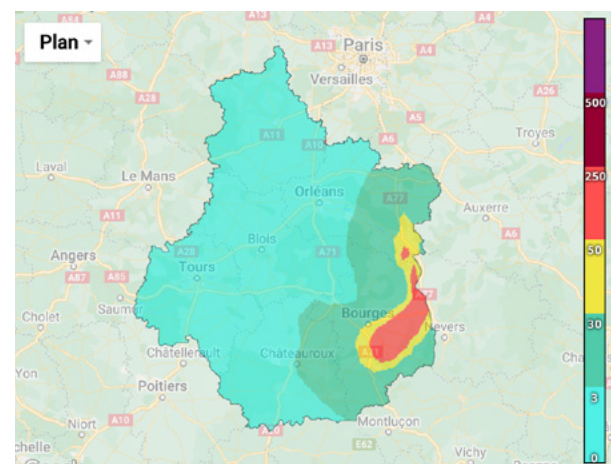 Plan
A84
A13
A13
Paris
A4
Versailles
A88
A28
A26
500
A5
A6
Troyes
A11
A10
Laval
Le Mans
250
Orléans
A77
Auxerre
A11
A6
Blois
A71
50
Angers
A28
Tours
A87
A85
Saumur
30
Cholet
Bourges
Nevers
Châtellerault
Châteauroux
A71
Yon
Poitiers
3
Montluçon
Niort
A10
E62
Vichy
0